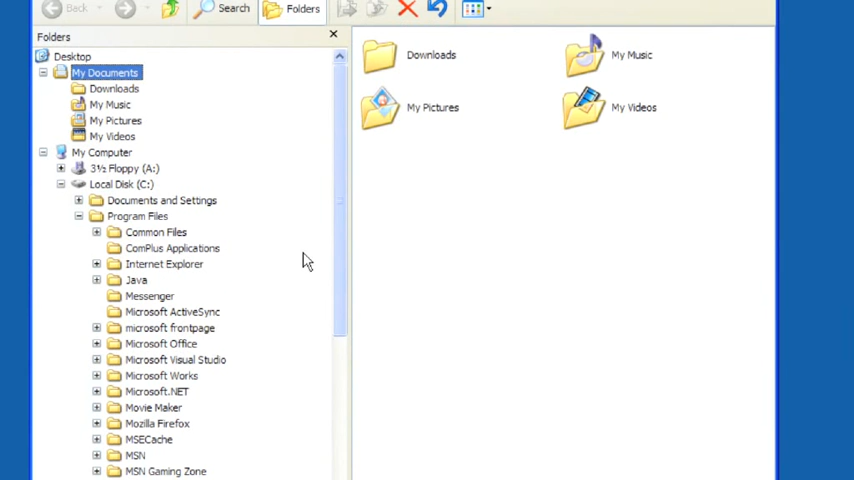 Back Search Folders
Folders
Desktop
My Documents
Downloads
My Music
My Pictures
My Videos
My Computer
3½ Floppy (A:)
Local Disk (C:)
Documents and Settings
Program Files
Common Files
ComPlus Applications
Internet Explorer
Java
Messenger
Microsoft ActiveSync
microsoft frontpage
Microsoft Office
Microsoft Visual Studio
Microsoft Works
Microsoft.NET
Movie Maker
Mozilla Firefox
MSECache
MSN
MSN Gaming Zone
Downloads My Music
My Pictures My Videos